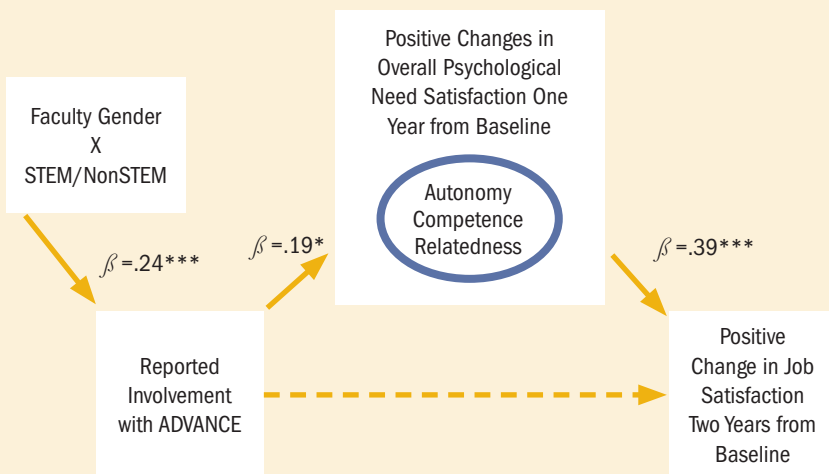 Faculty Gender
X
STEM/NonSTEM
Positive Changes in
Overall Psychological
Need Satisfaction One
Year from Baseline
Autonomy
Competence
Relatedness
β =.24***
β =.19*
β =.39***
Reported
Involvement
with ADVANCE
Positive
Change in Job
Satisfaction
Two Years from
Baseline